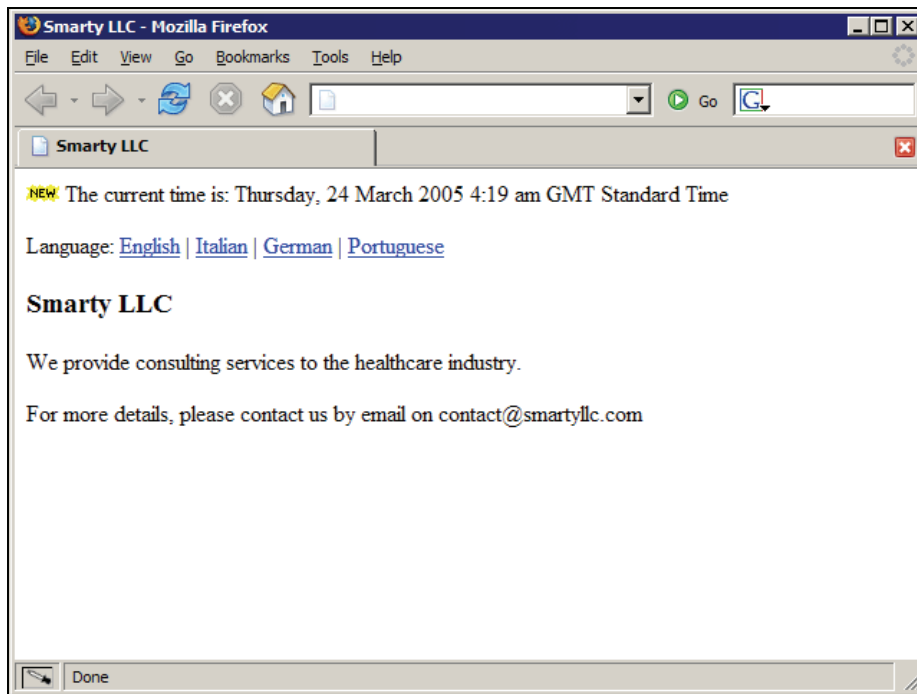 Smarty LLC - Mozilla Firefox
File Edit View Go Bookmarks Tools Help
Go G
Smarty LLC
NEW The current time is: Thursday, 24 March 2005 4:19 am GMT Standard Time
Language: English | Italian | German | Portuguese
Smarty LLC
We provide consulting services to the healthcare industry.
For more details, please contact us by email on contact@smartyllc.com
Done